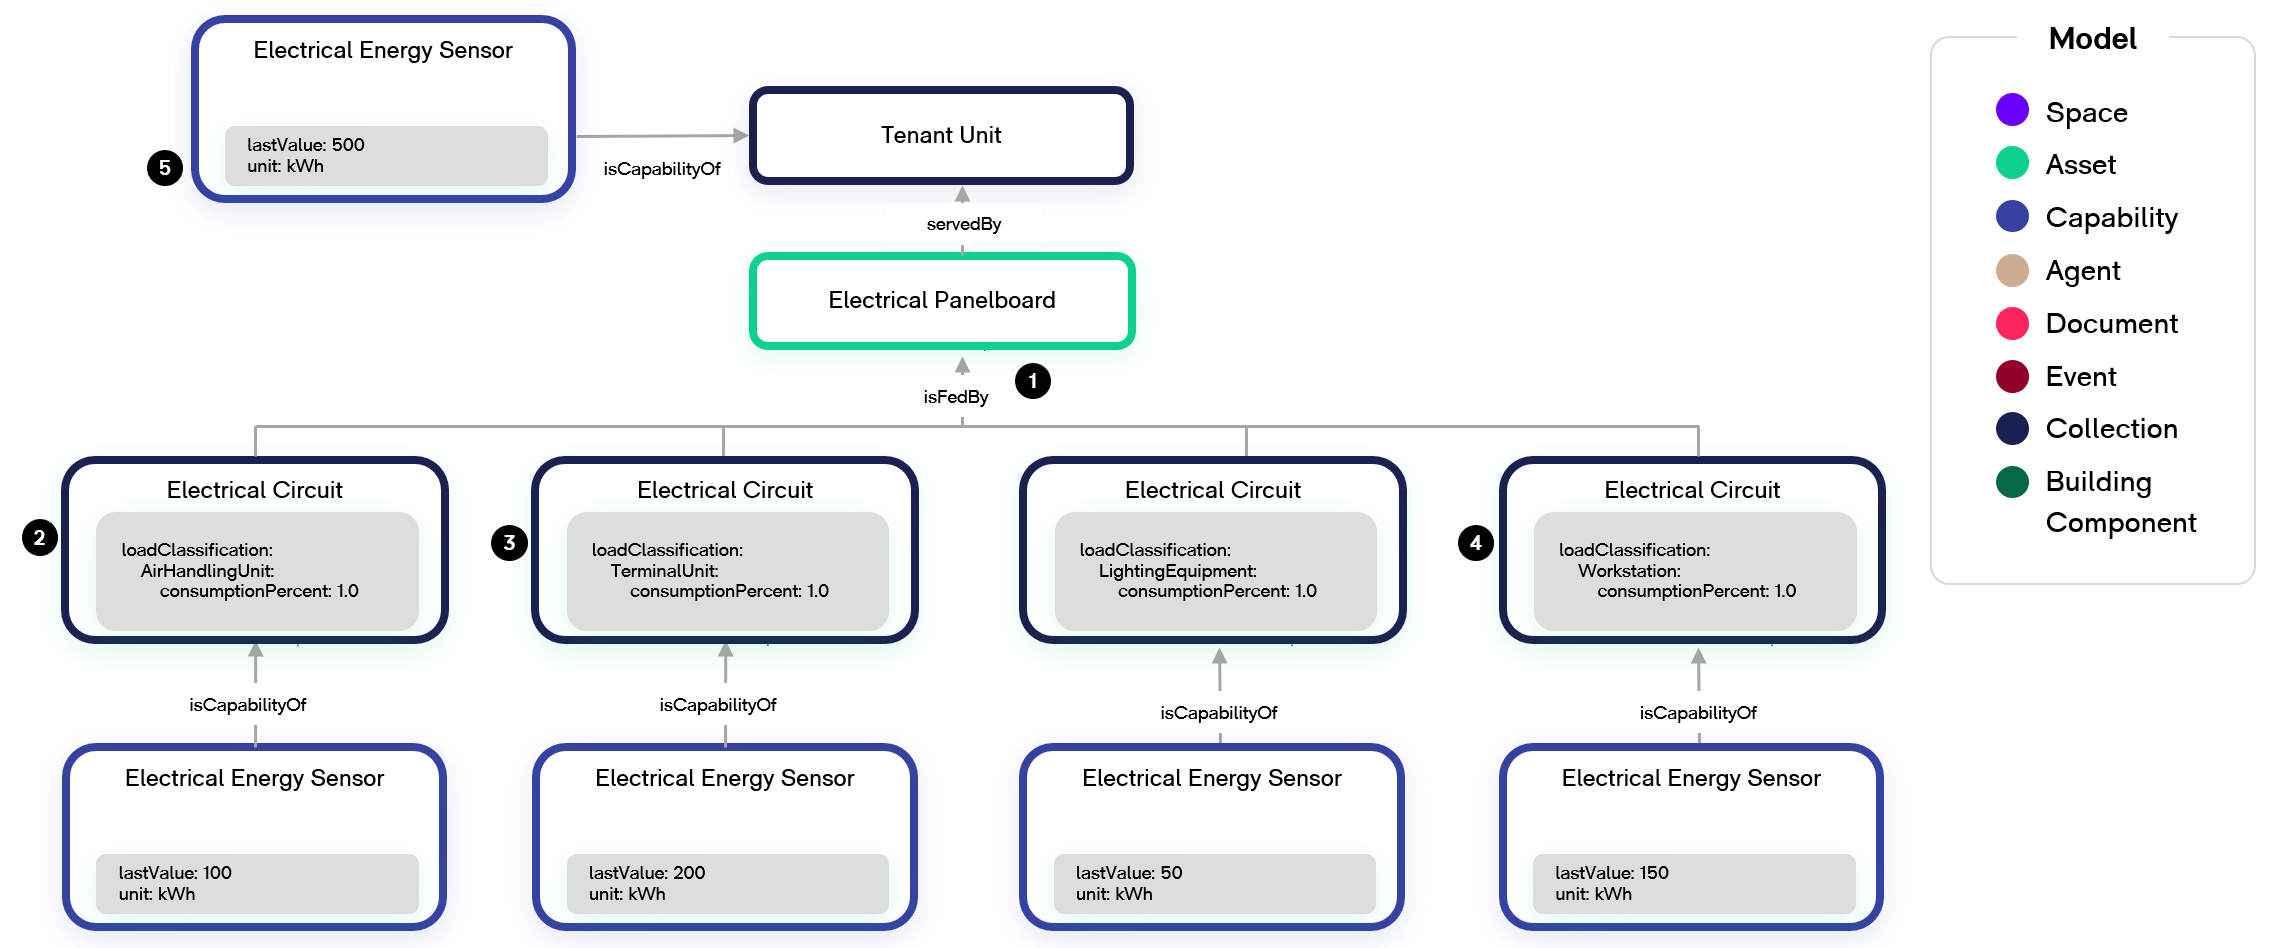 Electrical Energy Sensor
lastValue: 500
unit: kWh
5
isCapabilityOf
Tenant Unit
servedBy
Electrical Panelboard
1
isFedBy
2
Electrical Circuit
loadClassification:
AirHandlingUnit:
consumptionPercent: 1.0
3
Electrical Circuit
loadClassification:
TerminalUnit:
consumptionPercent: 1.0
Electrical Circuit
loadClassification:
LightingEquipment:
consumptionPercent: 1.0
4
Electrical Circuit
loadClassification:
Workstation:
consumptionPercent: 1.0
isCapabilityOf
isCapabilityOf
isCapabilityOf
isCapabilityOf
Electrical Energy Sensor
lastValue: 100
unit: kWh
Electrical Energy Sensor
lastValue: 200
unit: kWh
Electrical Energy Sensor
lastValue: 50
unit: kWh
Electrical Energy Sensor
lastValue: 150
unit: kWh
Model
Space
Asset
Capability
Agent
Document
Event
Collection
Building
Component